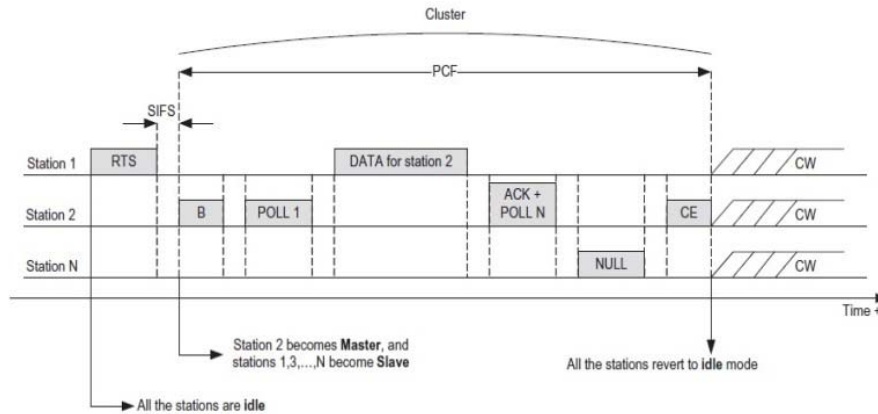 Cluster
PCF
SIFS
Station 1
RTS
DATA for station 2
CW
Station 2
B
POLL 1
ACK +
POLL N
CE
CW
Station N
NULL
CW
Time +
Station 2 becomes Master, and
stations 1,3,...,N become Slave
All the stations revert to idle mode
All the stations are idle